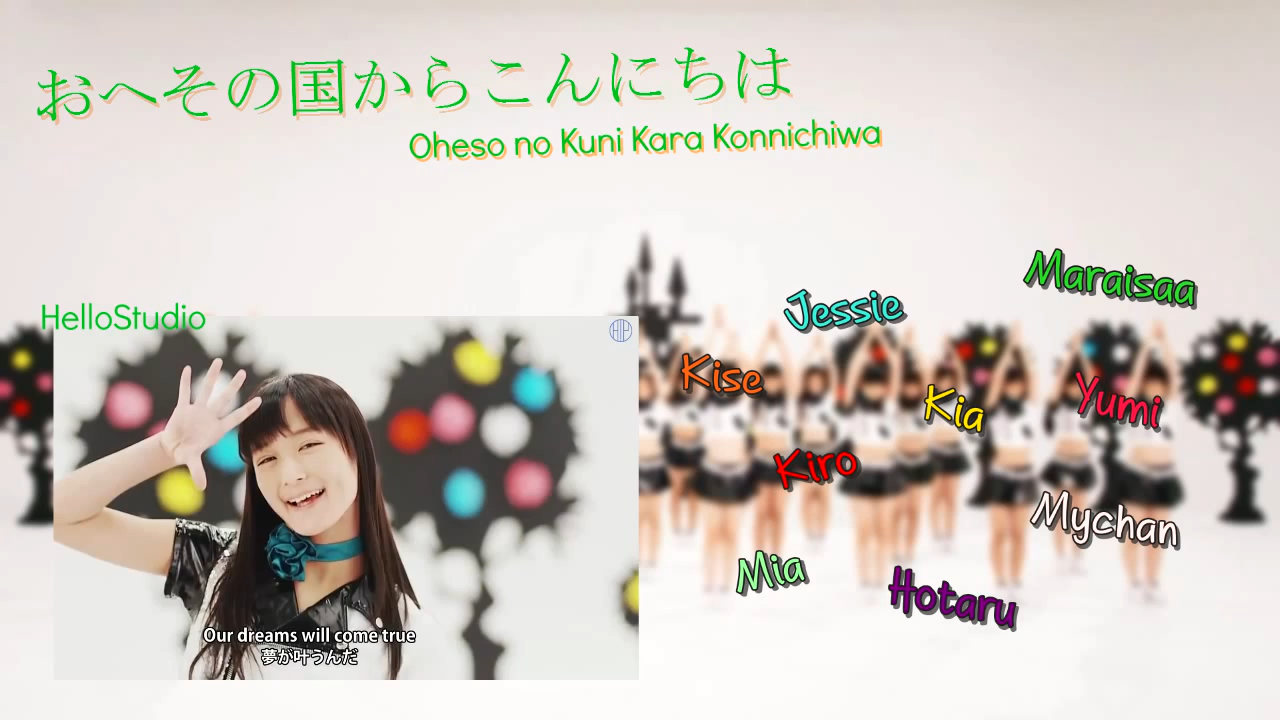 おへその国からこんにちは
Oheso no Kuni Kara Konnichiwa
HelloStudio
Maraisaa
Jessie
Kise
Kia
Yumi
Kiro
Mychan
Mia
Hotaru
Our dreams will come true
夢が叶うんだ